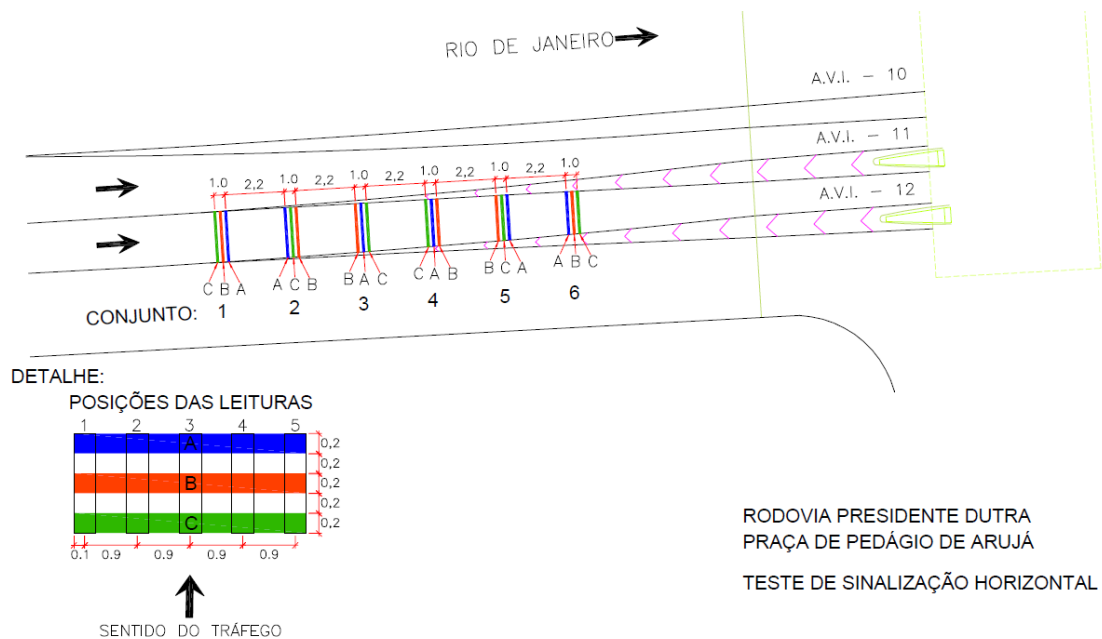 RIO DE JANEIRO
A.V.I. - 10
A.V.I. - 11
A.V.I. - 12
1.0 2,2 1.0 2,2 1.0 2,2 1.0 2,2 1.0 2,2 1.0
C B A A C B B A C C A B B C A A B C
CONJUNTO: 1 2 3 4 5 6
DETALHE:
POSIÇÕES DAS LEITURAS
1 2 3 4 5
A 0,2
0,2
B 0,2
0,2
C 0,2
0.1 0.9 0.9 0.9 0.9
SENTIDO DO TRÁFEGO
RODOVIA PRESIDENTE DUTRA
PRAÇA DE PEDÁGIO DE ARUJÁ
TESTE DE SINALIZAÇÃO HORIZONTAL